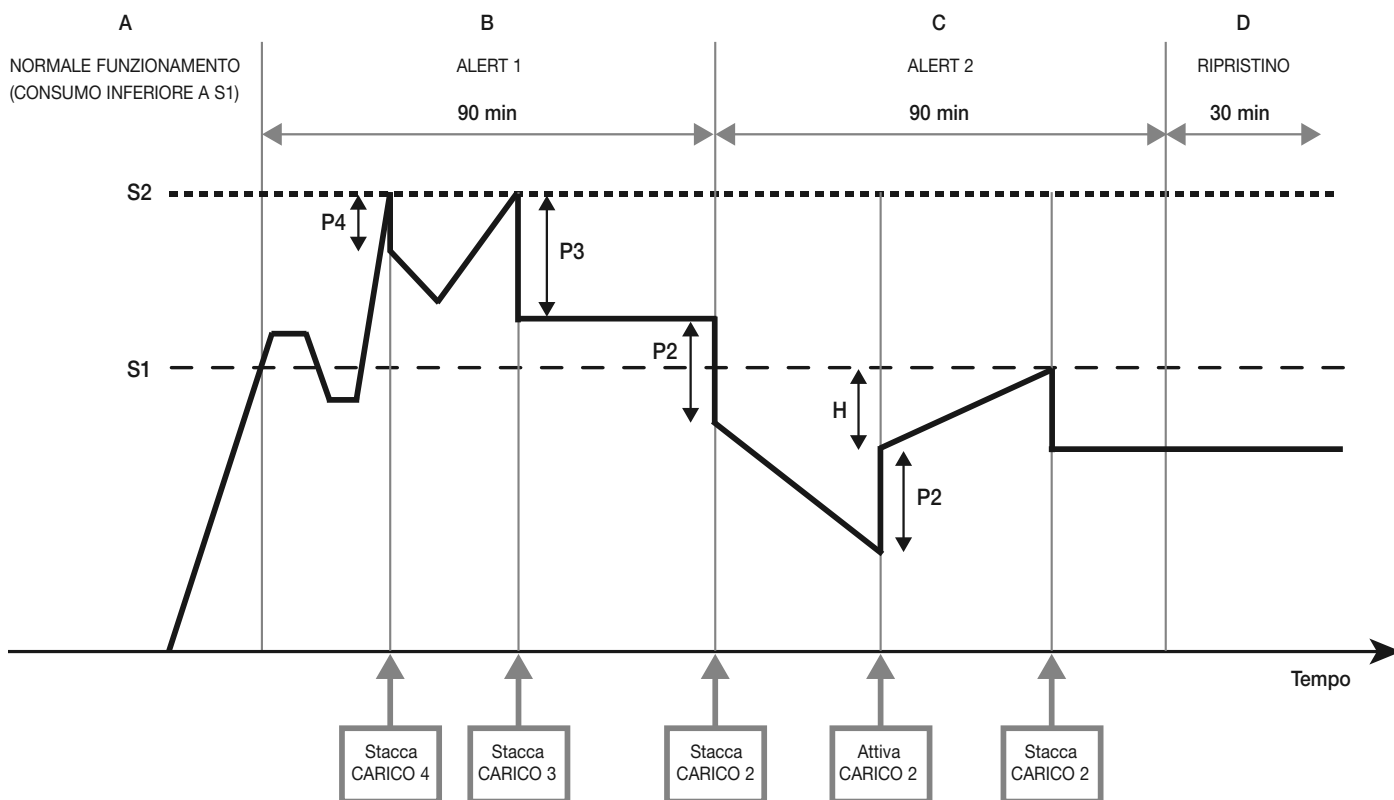 A
B
C
D
NORMALE FUNZIONAMENTO
(CONSUMO INFERIORE A S1)
ALERT 1
ALERT 2
RIPRISTINO
90 min
90 min
30 min
S2
P4
P3
P2
S1
H
P2
Tempo
Stacca
CARICO 4
Stacca
CARICO 3
Stacca
CARICO 2
Attiva
CARICO 2
Stacca
CARICO 2